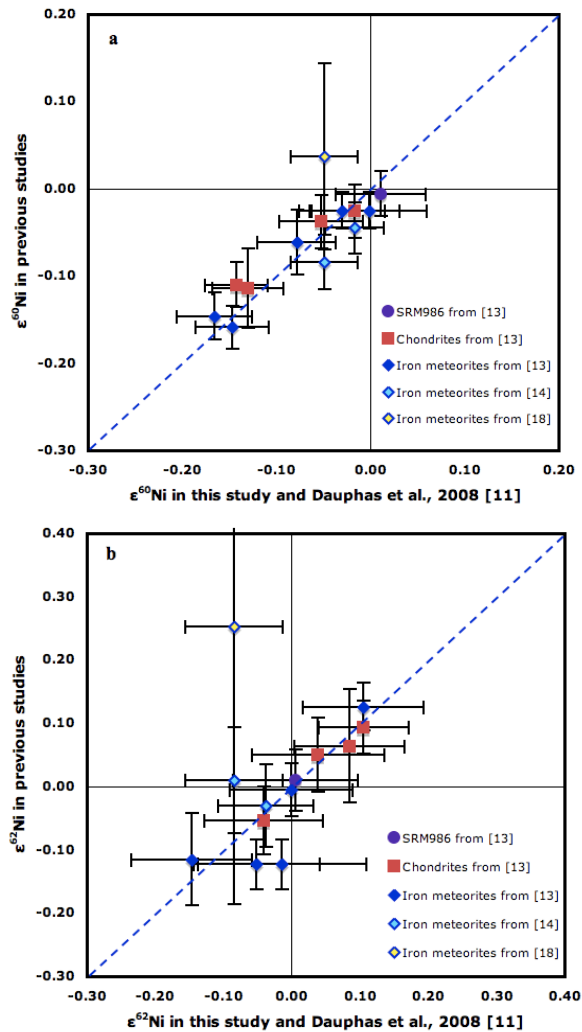 a
0.20
0.10
0.00
-0.10
-0.20
-0.30
ε⁶⁰Ni in previous studies
SRM986 from [13]
Chondrites from [13]
Iron meteorites from [13]
Iron meteorites from [14]
Iron meteorites from [18]
-0.30 -0.20 -0.10 0.00 0.10 0.20
ε⁶⁰Ni in this study and Dauphas et al., 2008 [11]
b
0.40
0.30
0.20
0.10
0.00
-0.10
-0.20
-0.30
ε⁶²Ni in previous studies
SRM986 from [13]
Chondrites from [13]
Iron meteorites from [13]
Iron meteorites from [14]
Iron meteorites from [18]
-0.30 -0.20 -0.10 0.00 0.10 0.20 0.30 0.40
ε⁶²Ni in this study and Dauphas et al., 2008 [11]